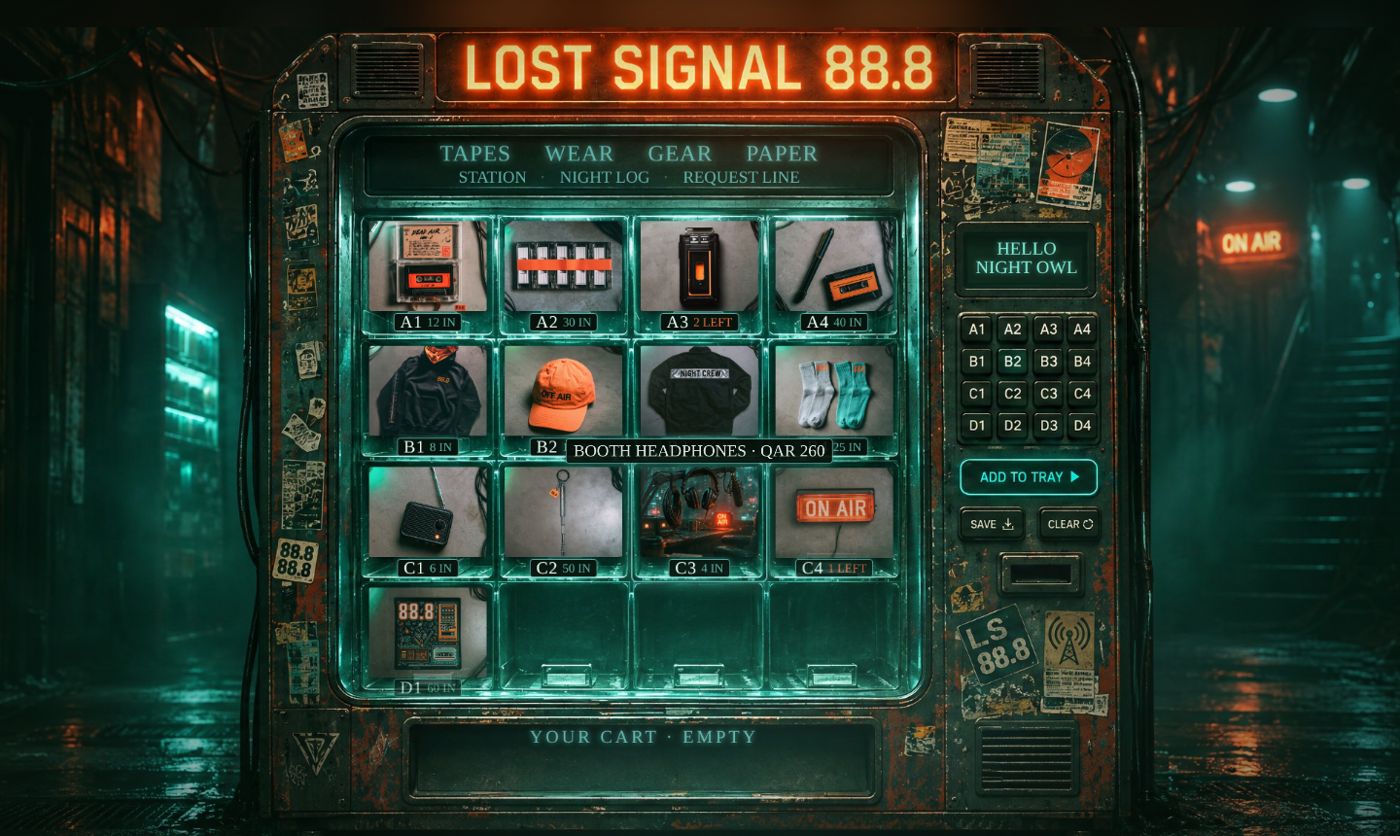 LOST SIGNAL 88.8
TAPES WEAR GEAR PAPER
STATION · NIGHT LOG · REQUEST LINE
HELLO
NIGHT OWL
ON AIR
DEAD AIR
A1 12 IN
A2 30 IN
A3 2 LEFT
A4 40 IN
A1 A2 A3 A4
B1 B2 B3 B4
C1 C2 C3 C4
D1 D2 D3 D4
88.8
OFF AIR
NIGHT CREW
B1 8 IN
B2
25 IN
BOOTH HEADPHONES · QAR 260
ADD TO TRAY
SAVE
CLEAR
ON AIR
ON AIR
C1 6 IN
C2 50 IN
C3 4 IN
C4 1 LEFT
88.8
88.8
88.8
D1 60 IN
LS
88.8
YOUR CART · EMPTY